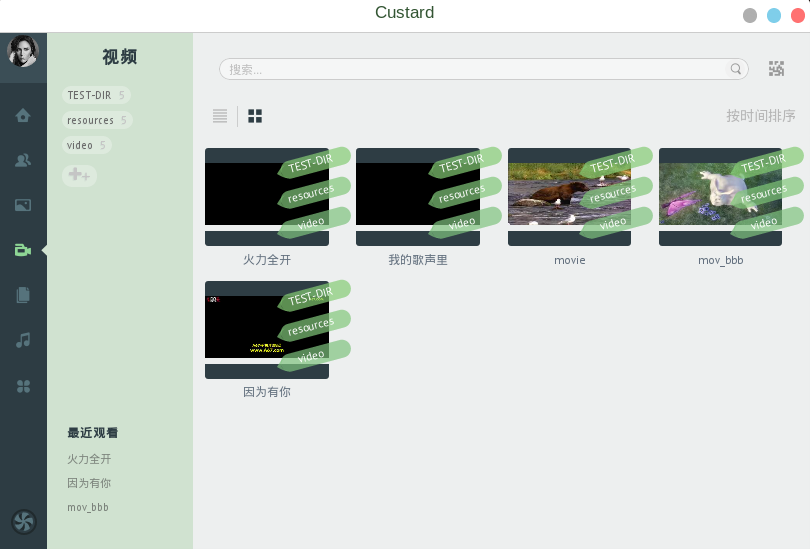 Custard
视频
TEST-DIR 5
resources 5
video 5
最近观看
火力全开
因为有你
mov_bbb
搜索...
按时间排序
TEST-DIR
resources
video
火力全开
TEST-DIR
resources
video
我的歌声里
TEST-DIR
resources
video
movie
TEST-DIR
resources
video
mov_bbb
TEST-DIR
resources
video
因为有你